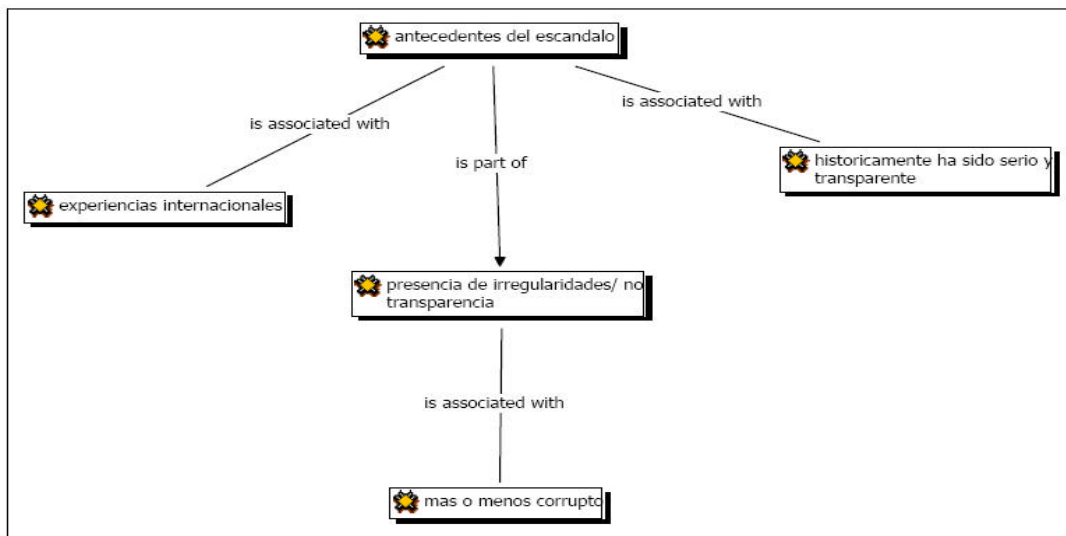 antecedentes del escandalo
is associated with
is associated with
is part of
historicamente ha sido serio y
transparente
experiencias internacionales
presencia de irregularidades/ no
transparencia
is associated with
mas o menos corrupto